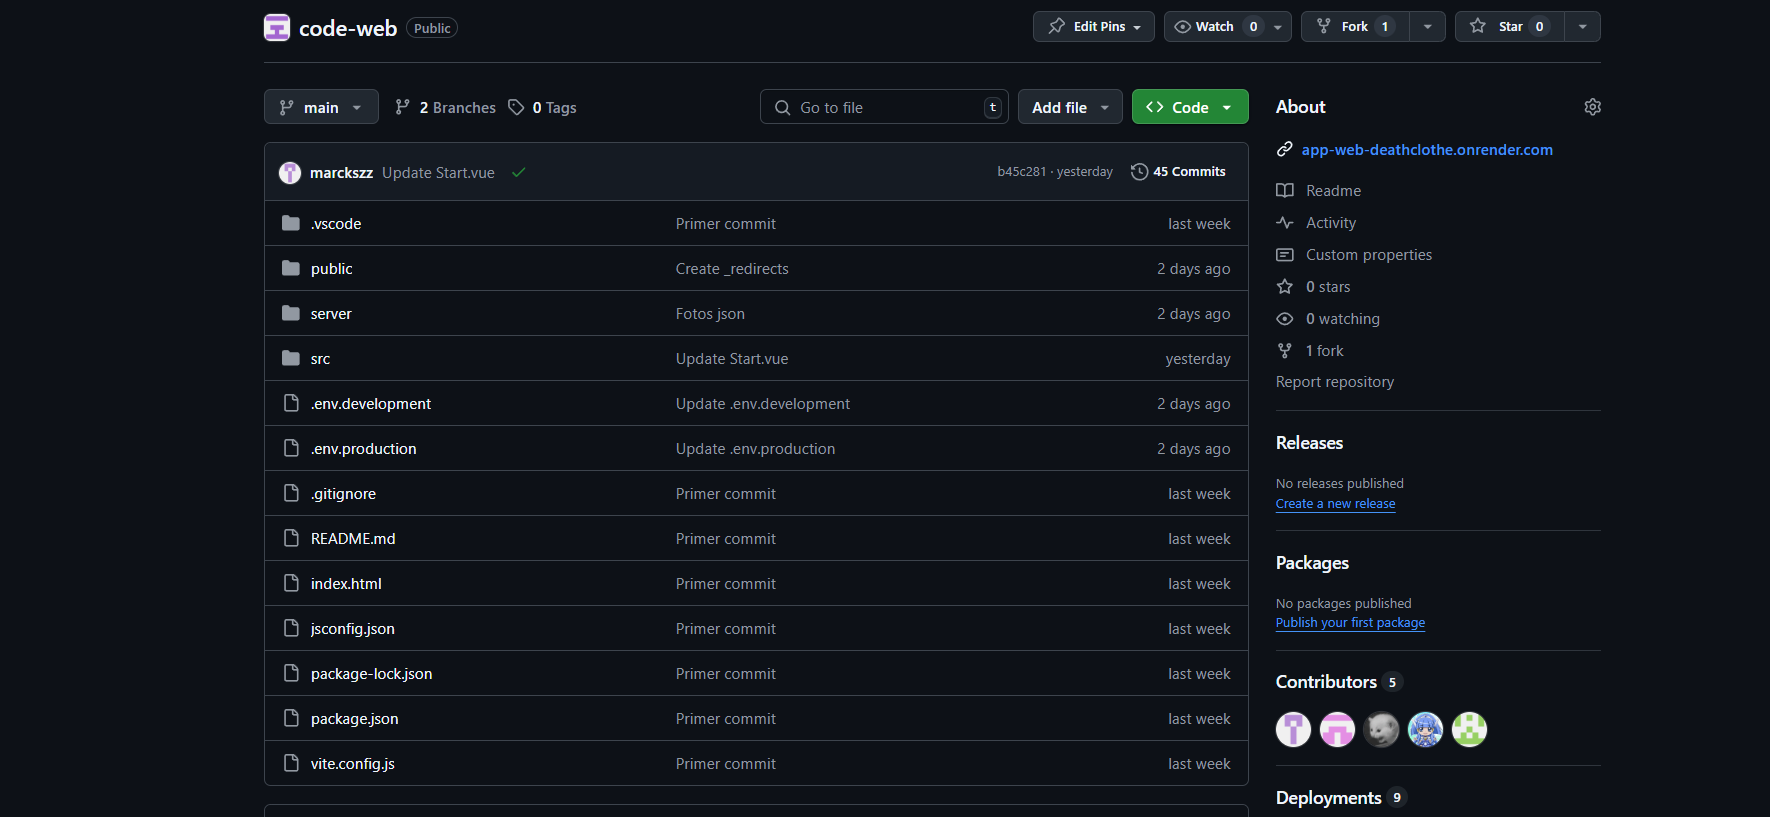 code-web Public Edit Pins Watch 0 Fork 1 Star 0
main 2 Branches 0 Tags Go to file t Add file Code
marckszz Update Start.vue b45c281 · yesterday 45 Commits
.vscode Primer commit last week
public Create _redirects 2 days ago
server Fotos json 2 days ago
src Update Start.vue yesterday
.env.development Update .env.development 2 days ago
.env.production Update .env.production 2 days ago
.gitignore Primer commit last week
README.md Primer commit last week
index.html Primer commit last week
jsconfig.json Primer commit last week
package-lock.json Primer commit last week
package.json Primer commit last week
vite.config.js Primer commit last week
About
app-web-deathclothe.onrender.com
Readme
Activity
Custom properties
0 stars
0 watching
1 fork
Report repository
Releases
No releases published
Create a new release
Packages
No packages published
Publish your first package
Contributors 5
Deployments 9